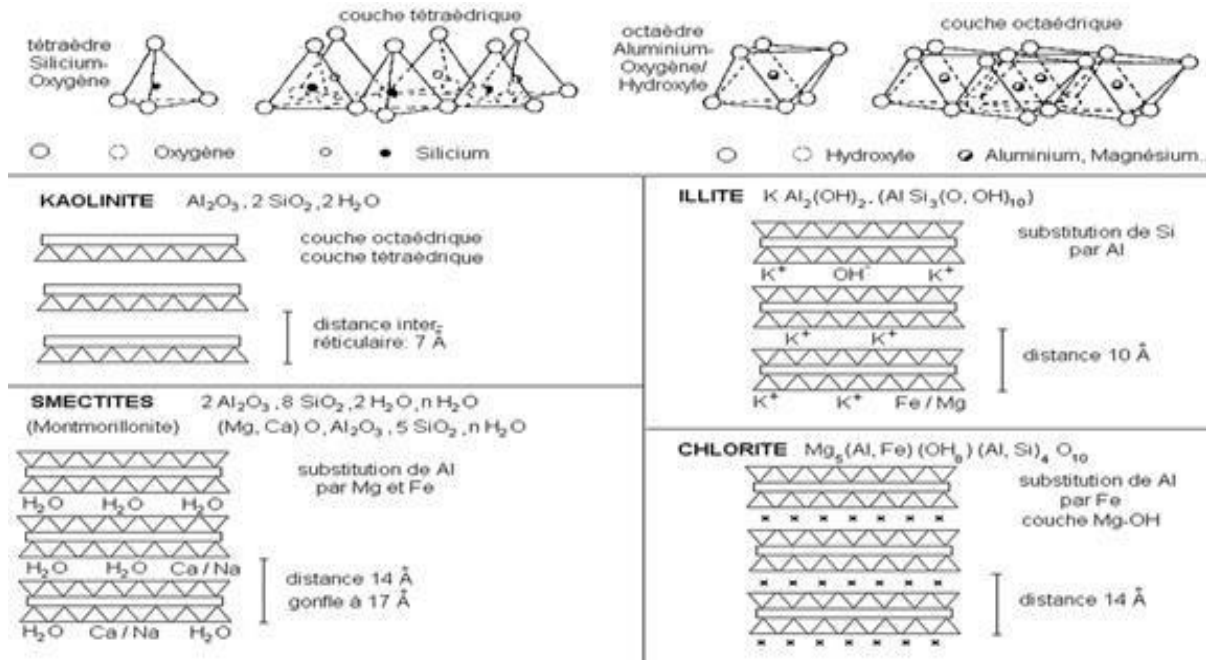 tétraèdre
Silicium-
Oxygène
couche tétraèdrique
octaèdre
Aluminium-
Oxygène/
Hydroxyle
couche octaédrique
Oxygène
Silicium
Hydroxyle
Aluminium, Magnésium..
KAOLINITE Al₂O₃, 2 SiO₂, 2 H₂O
couche octaédrique
couche tétraèdrique
distance inter-
réticulaire: 7 Å
SMECTITES 2 Al₂O₃, 8 SiO₂, 2 H₂O, n H₂O
(Montmorillonite) (Mg, Ca) O, Al₂O₃, 5 SiO₂, n H₂O
substitution de Al
par Mg et Fe
H₂O H₂O H₂O
H₂O H₂O Ca / Na
distance 14 Å
gonfle à 17 Å
H₂O Ca / Na H₂O
ILLITE K Al₂(OH)₂, (Al Si₃(O, OH)₁₀)
substitution de Si
par Al
K⁺ OH⁻ K⁺
K⁺ K⁺
distance 10 Å
K⁺ K⁺ Fe / Mg
CHLORITE Mg₅(Al, Fe) (OH₈) (Al, Si)₄ O₁₀
substitution de Al
par Fe
couche Mg-OH
distance 14 Å